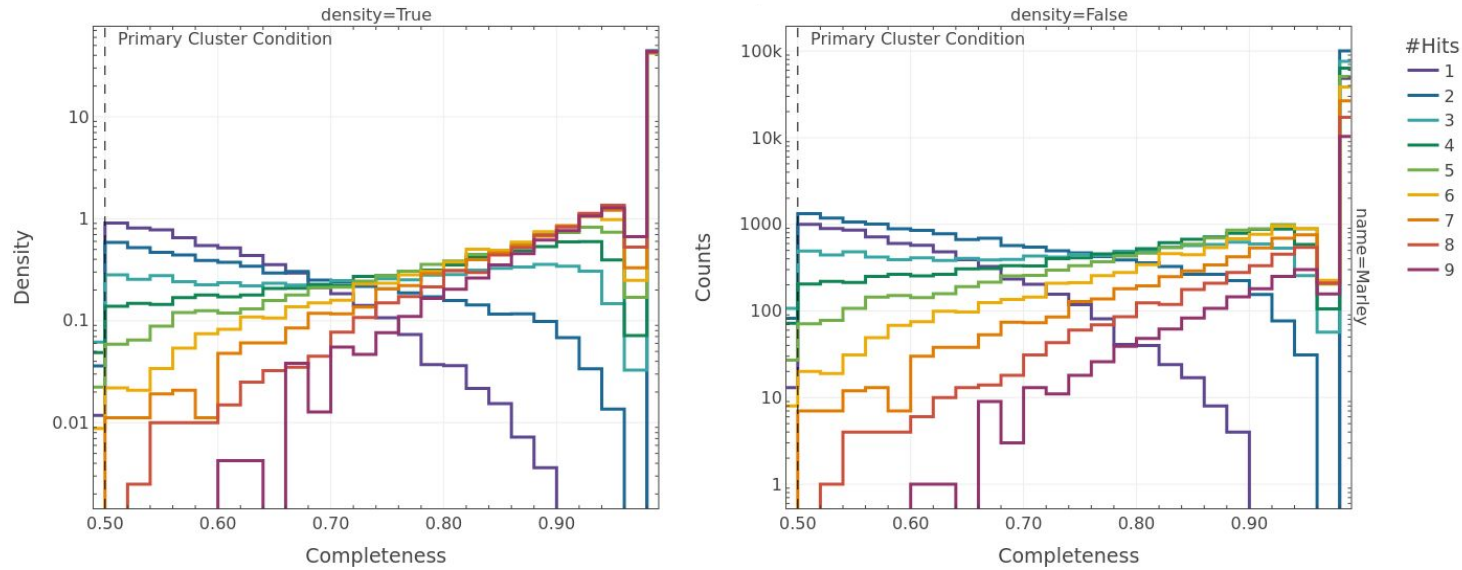 density=True
Primary Cluster Condition
10
1
0.1
0.01
Density
0.50
0.60
0.70
0.80
0.90
Completeness
density=False
Primary Cluster Condition
100k
10k
1000
100
10
1
Counts
0.50
0.60
0.70
0.80
0.90
Completeness
name=Marley
#Hits
1
2
3
4
5
6
7
8
9